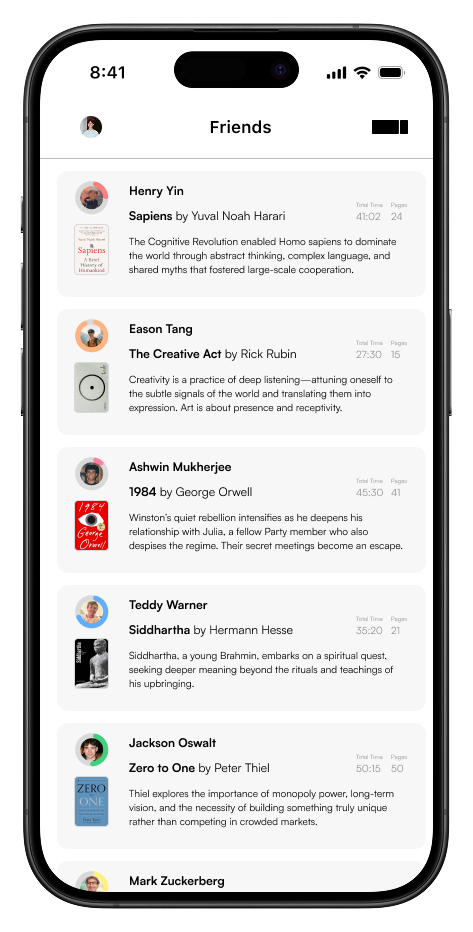 8:41
Friends
Henry Yin
Sapiens by Yuval Noah Harari
Total Time Pages
41:02 24
Sapiens
A Brief
History of
Humankind
The Cognitive Revolution enabled Homo sapiens to dominate
the world through abstract thinking, complex language, and
shared myths that fostered large-scale cooperation.
Eason Tang
The Creative Act by Rick Rubin
Total Time Pages
27:30 15
Creativity is a practice of deep listening—attuning oneself to
the subtle signals of the world and translating them into
expression. Art is about presence and receptivity.
Ashwin Mukherjee
1984 by George Orwell
Total Time Pages
45:30 41
1984
George
Orwell
Winston's quiet rebellion intensifies as he deepens his
relationship with Julia, a fellow Party member who also
despises the regime. Their secret meetings become an escape.
Teddy Warner
Siddhartha by Hermann Hesse
Total Time Pages
35:20 21
Siddhartha
Siddhartha, a young Brahmin, embarks on a spiritual quest,
seeking deeper meaning beyond the rituals and teachings of
his upbringing.
Jackson Oswalt
Zero to One by Peter Thiel
Total Time Pages
50:15 50
ZERO
ONE
Thiel explores the importance of monopoly power, long-term
vision, and the necessity of building something truly unique
rather than competing in crowded markets.
Mark Zuckerberg